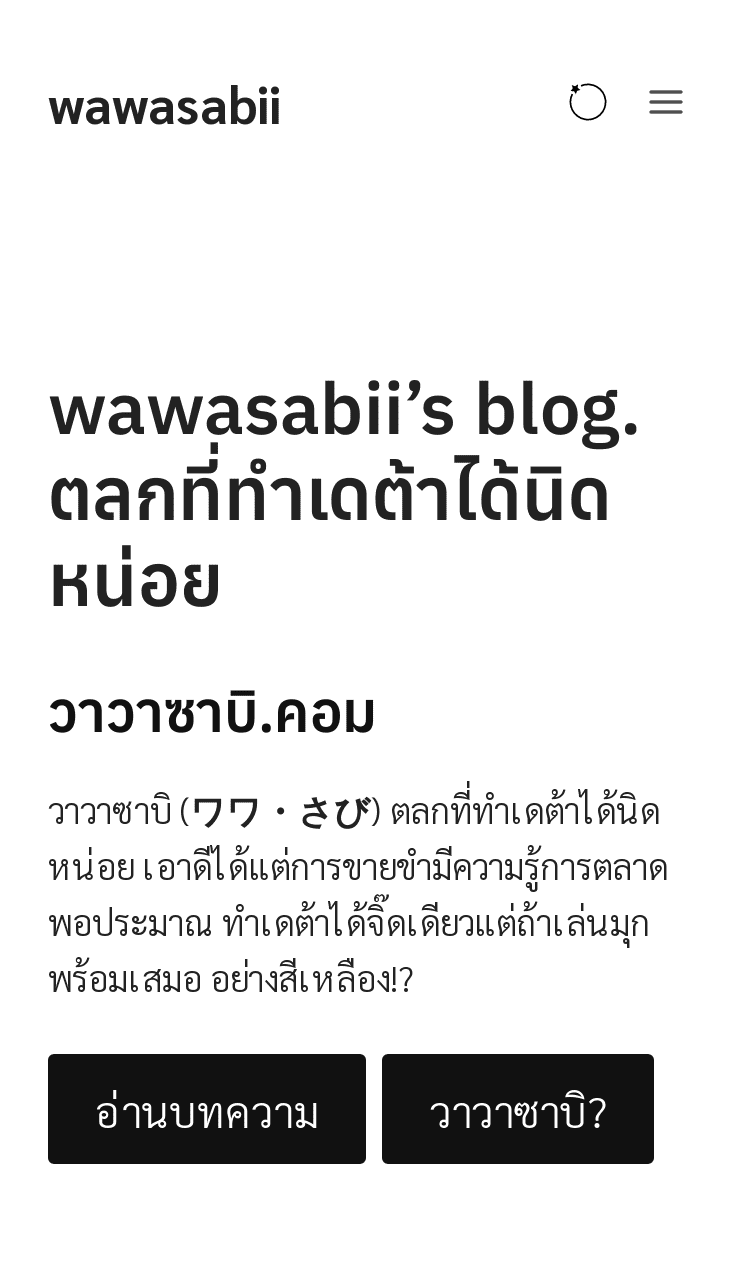 wawasabii
wawasabii’s blog.
ตลกที่ทำเดต้าได้นิด
หน่อย
วาวาซาบิ.คอม
วาวาซาบิ (ワワ・さび) ตลกที่ทำเดต้าได้นิด
หน่อย เอาดีได้แต่การขายขำมีความรู้การตลาด
พอประมาณ ทำเดต้าได้จิ๊ดเดียวแต่ถ้าเล่นมุก
พร้อมเสมอ อย่างสีเหลือง!?
อ่านบทความ
วาวาซาบิ?